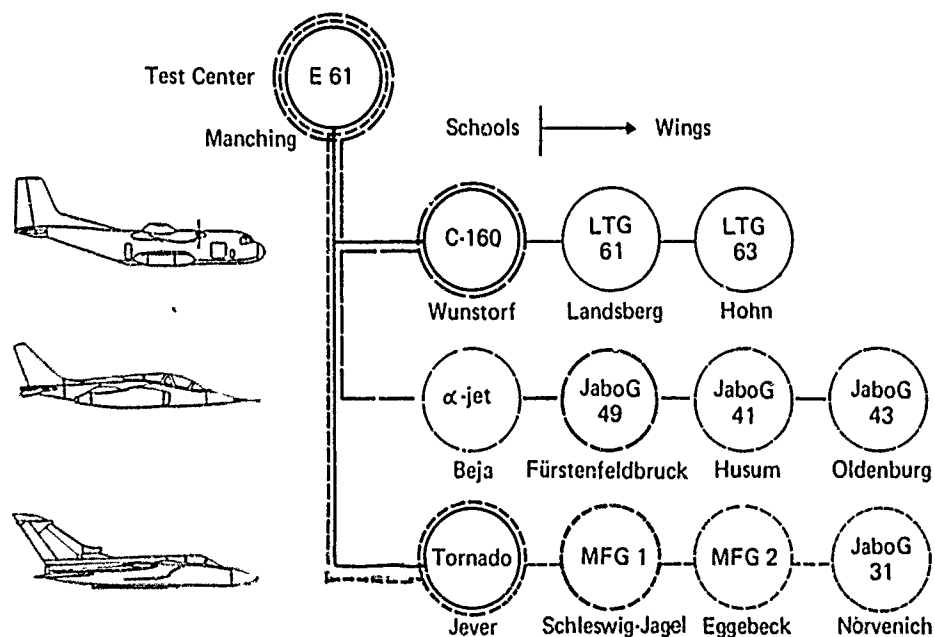 Test Center
E 61
Manching
Schools
Wings
C-160
LTG
61
LTG
63
Wunstorf
Landsberg
Hohn
α-jet
JaboG
49
JaboG
41
JaboG
43
Beja
Fürstenfeldbruck
Husum
Oldenburg
Tornado
MFG 1
MFG 2
JaboG
31
Jever
Schleswig-Jagel
Eggebeck
Nörvenich